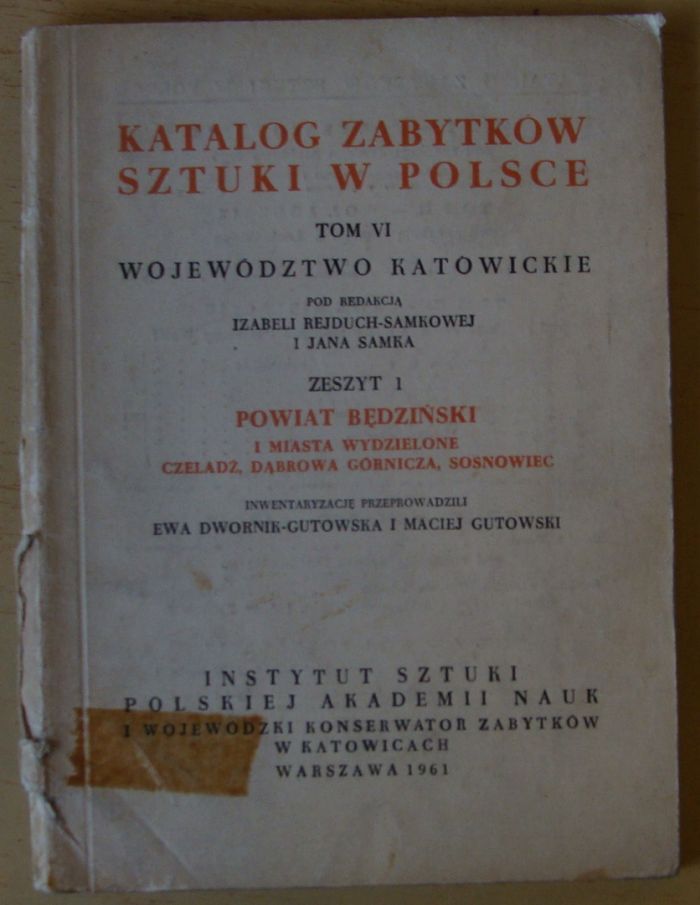 KATALOG ZABYTKÓW
SZTUKI W POLSCE
TOM VI
WOJEWÓDZTWO KATOWICKIE
POD REDAKCJĄ
IZABELI REJDUCH-SAMKOWEJ
I JANA SAMKA
ZESZYT 1
POWIAT BĘDZIŃSKI
I MIASTA WYDZIELONE
CZELADŹ, DĄBROWA GÓRNICZA, SOSNOWIEC
INWENTARYZACJĘ PRZEPROWADZILI
EWA DWORNIK-GUTOWSKA I MACIEJ GUTOWSKI
INSTYTUT SZTUKI
POLSKIEJ AKADEMII NAUK
I WOJEWÓDZKI KONSERWATOR ZABYTKÓW
W KATOWICACH
WARSZAWA 1961